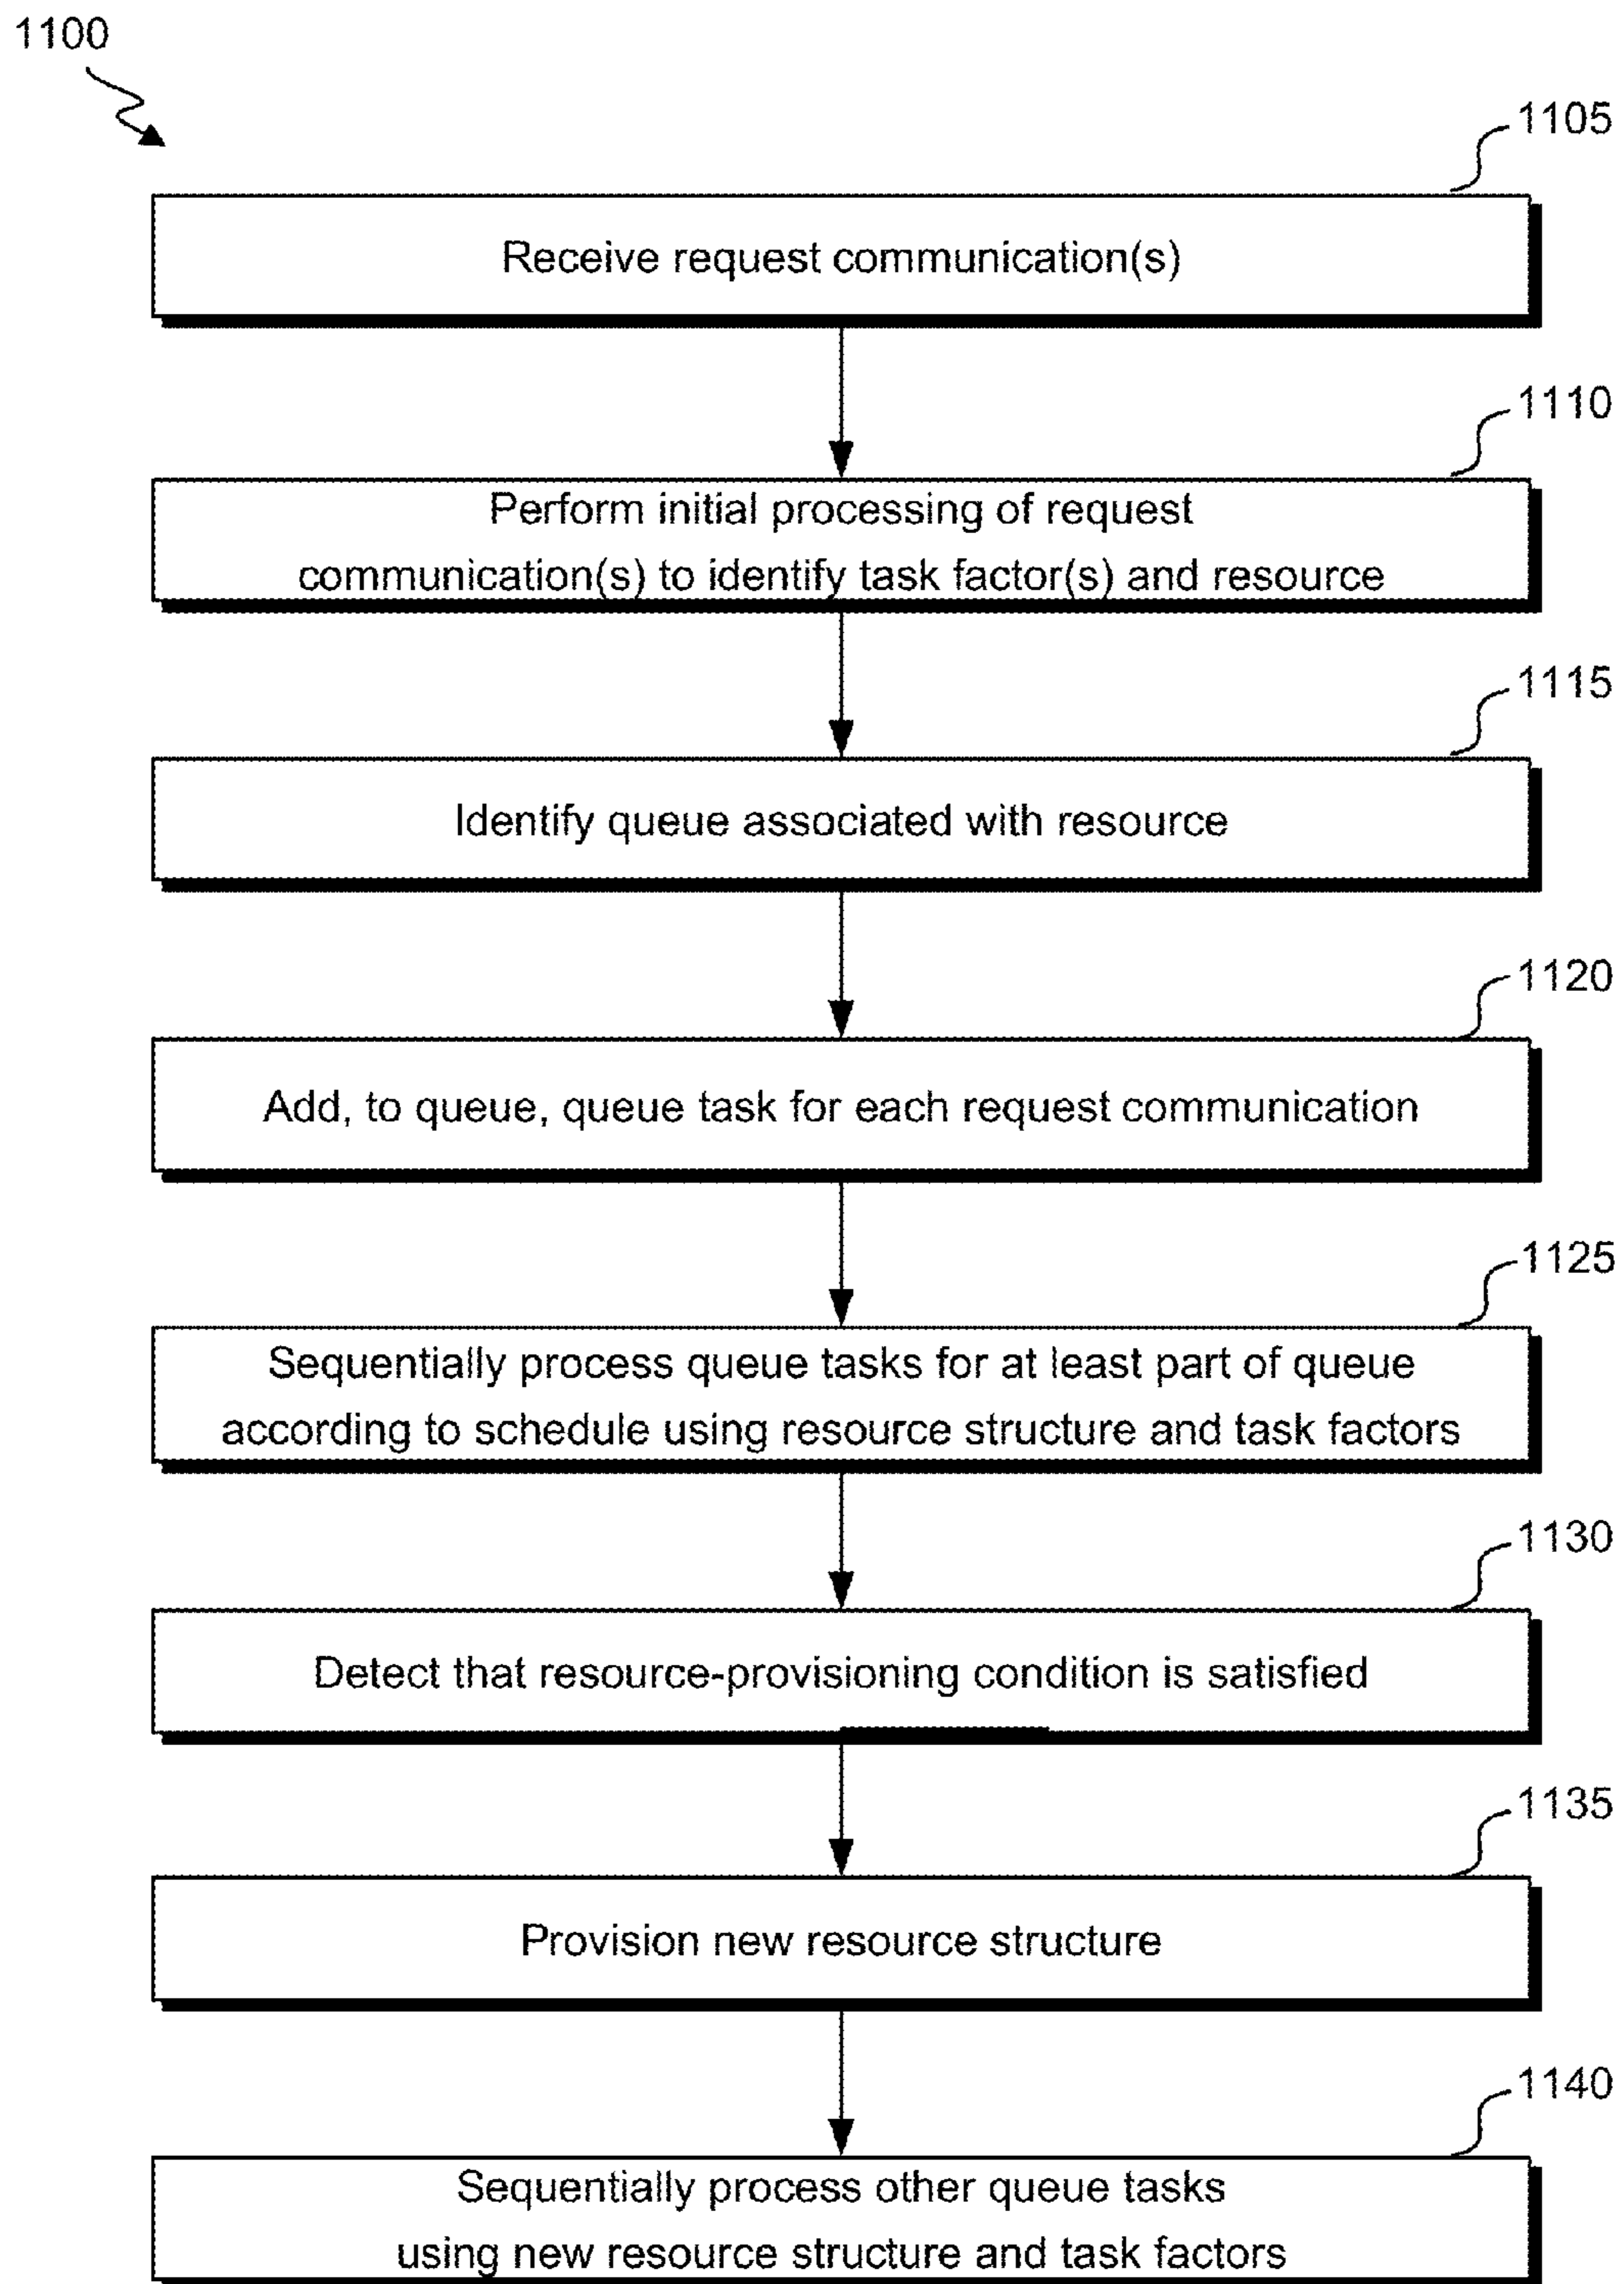 1100
1105
Receive request communication(s)
1110
Perform initial processing of request
communication(s) to identify task factor(s) and resource
1115
Identify queue associated with resource
1120
Add, to queue, queue task for each request communication
1125
Sequentially process queue tasks for at least part of queue
according to schedule using resource structure and task factors
1130
Detect that resource-provisioning condition is satisfied
1135
Provision new resource structure
1140
Sequentially process other queue tasks
using new resource structure and task factors